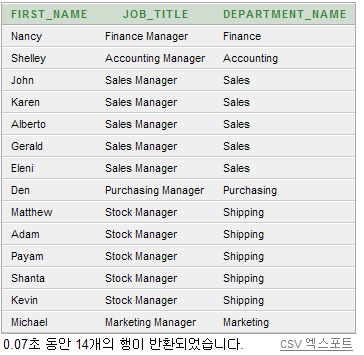 FIRST_NAME JOB_TITLE DEPARTMENT_NAME
Nancy Finance Manager Finance
Shelley Accounting Manager Accounting
John Sales Manager Sales
Karen Sales Manager Sales
Alberto Sales Manager Sales
Gerald Sales Manager Sales
Eleni Sales Manager Sales
Den Purchasing Manager Purchasing
Matthew Stock Manager Shipping
Adam Stock Manager Shipping
Payam Stock Manager Shipping
Shanta Stock Manager Shipping
Kevin Stock Manager Shipping
Michael Marketing Manager Marketing
0.07초 동안 14개의 행이 반환되었습니다. CSV 엑스포트